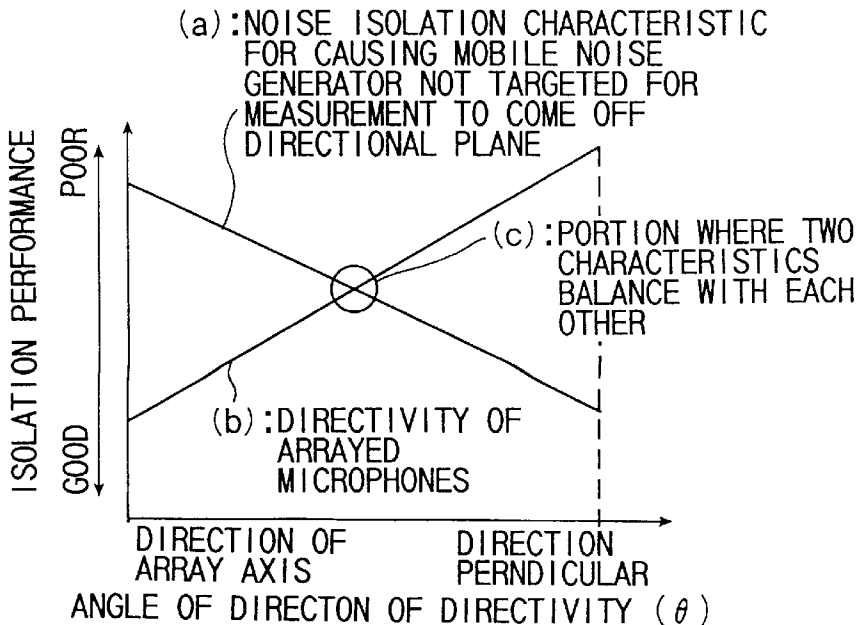 (a):NOISE ISOLATION CHARACTERISTIC
FOR CAUSING MOBILE NOISE
GENERATOR NOT TARGETED FOR
MEASUREMENT TO COME OFF
DIRECTIONAL PLANE
ISOLATION PERFORMANCE
POOR
GOOD
(c):PORTION WHERE TWO
CHARACTERISTICS
BALANCE WITH EACH
OTHER
(b):DIRECTIVITY OF
ARRAYED
MICROPHONES
DIRECTION OF
ARRAY AXIS
DIRECTION
PERNDICULAR
ANGLE OF DIRECTON OF DIRECTIVITY (θ)